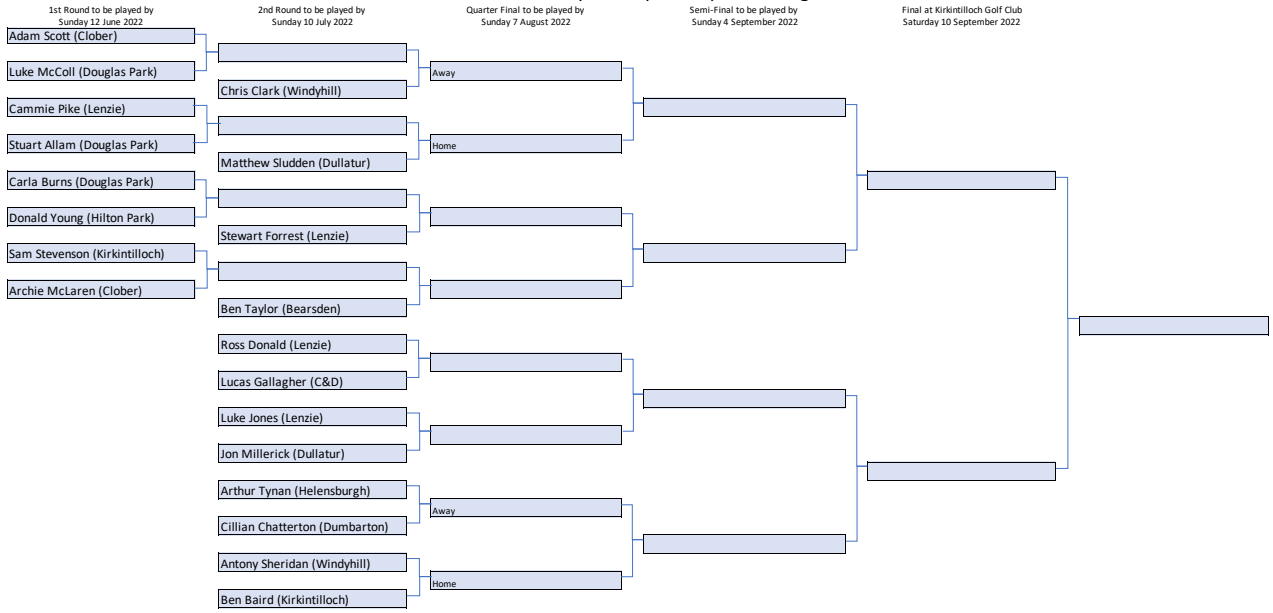 1st Round to be played by
Sunday 12 June 2022
2nd Round to be played by
Sunday 10 July 2022
Quarter Final to be played by
Sunday 7 August 2022
Semi-Final to be played by
Sunday 4 September 2022
Final at Kirkintilloch Golf Club
Saturday 10 September 2022
Adam Scott (Clober)
Luke McColl (Douglas Park)
Cammie Pike (Lenzie)
Stuart Allam (Douglas Park)
Carla Burns (Douglas Park)
Donald Young (Hilton Park)
Sam Stevenson (Kirkintilloch)
Archie McLaren (Clober)
Chris Clark (Windyhill)
Matthew Sludden (Dullatur)
Stewart Forrest (Lenzie)
Ben Taylor (Bearsden)
Ross Donald (Lenzie)
Lucas Gallagher (C&D)
Luke Jones (Lenzie)
Jon Millerick (Dullatur)
Arthur Tynan (Helensburgh)
Cillian Chatterton (Dumbarton)
Antony Sheridan (Windyhill)
Ben Baird (Kirkintilloch)
Away
Home
Away
Home